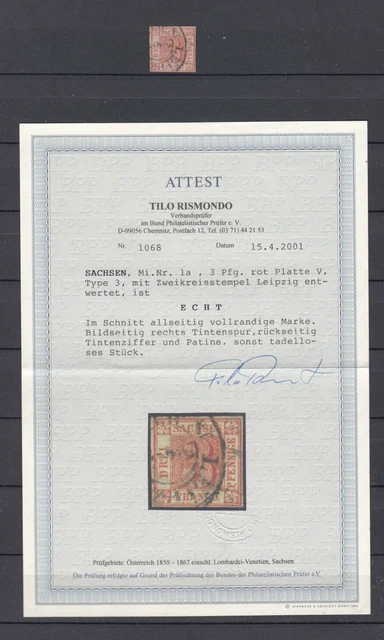 ATTEST
TILO RISMONDO
Verbandsprüfer
im Bund Philatelistischer Prüfer e. V.
D-09056 Chemnitz, Postfach 12, Tel. (03 71) 44 21 53
Nr. 1068 Datum 15.4.2001
SACHSEN, Mi.Nr. 1a , 3 Pfg. rot Platte V,
Type 3, mit Zweikreisstempel Leipzig ent-
wertet, ist
E C H T
Im Schnitt allseitig vollrandige Marke.
Bildseitig rechts Tintenspur,rückseitig
Tintenziffer und Patina, sonst tadello-
ses Stück.
SACHSEN
DREI
PFENNIGE
FRANCO
Prüfgebiete: Österreich 1850 – 1867 einschl. Lombardei-Venetien, Sachsen
Die Prüfung erfolgte auf Grund der Prüfordnung des Bundes der Philatelistischen Prüfer e. V.